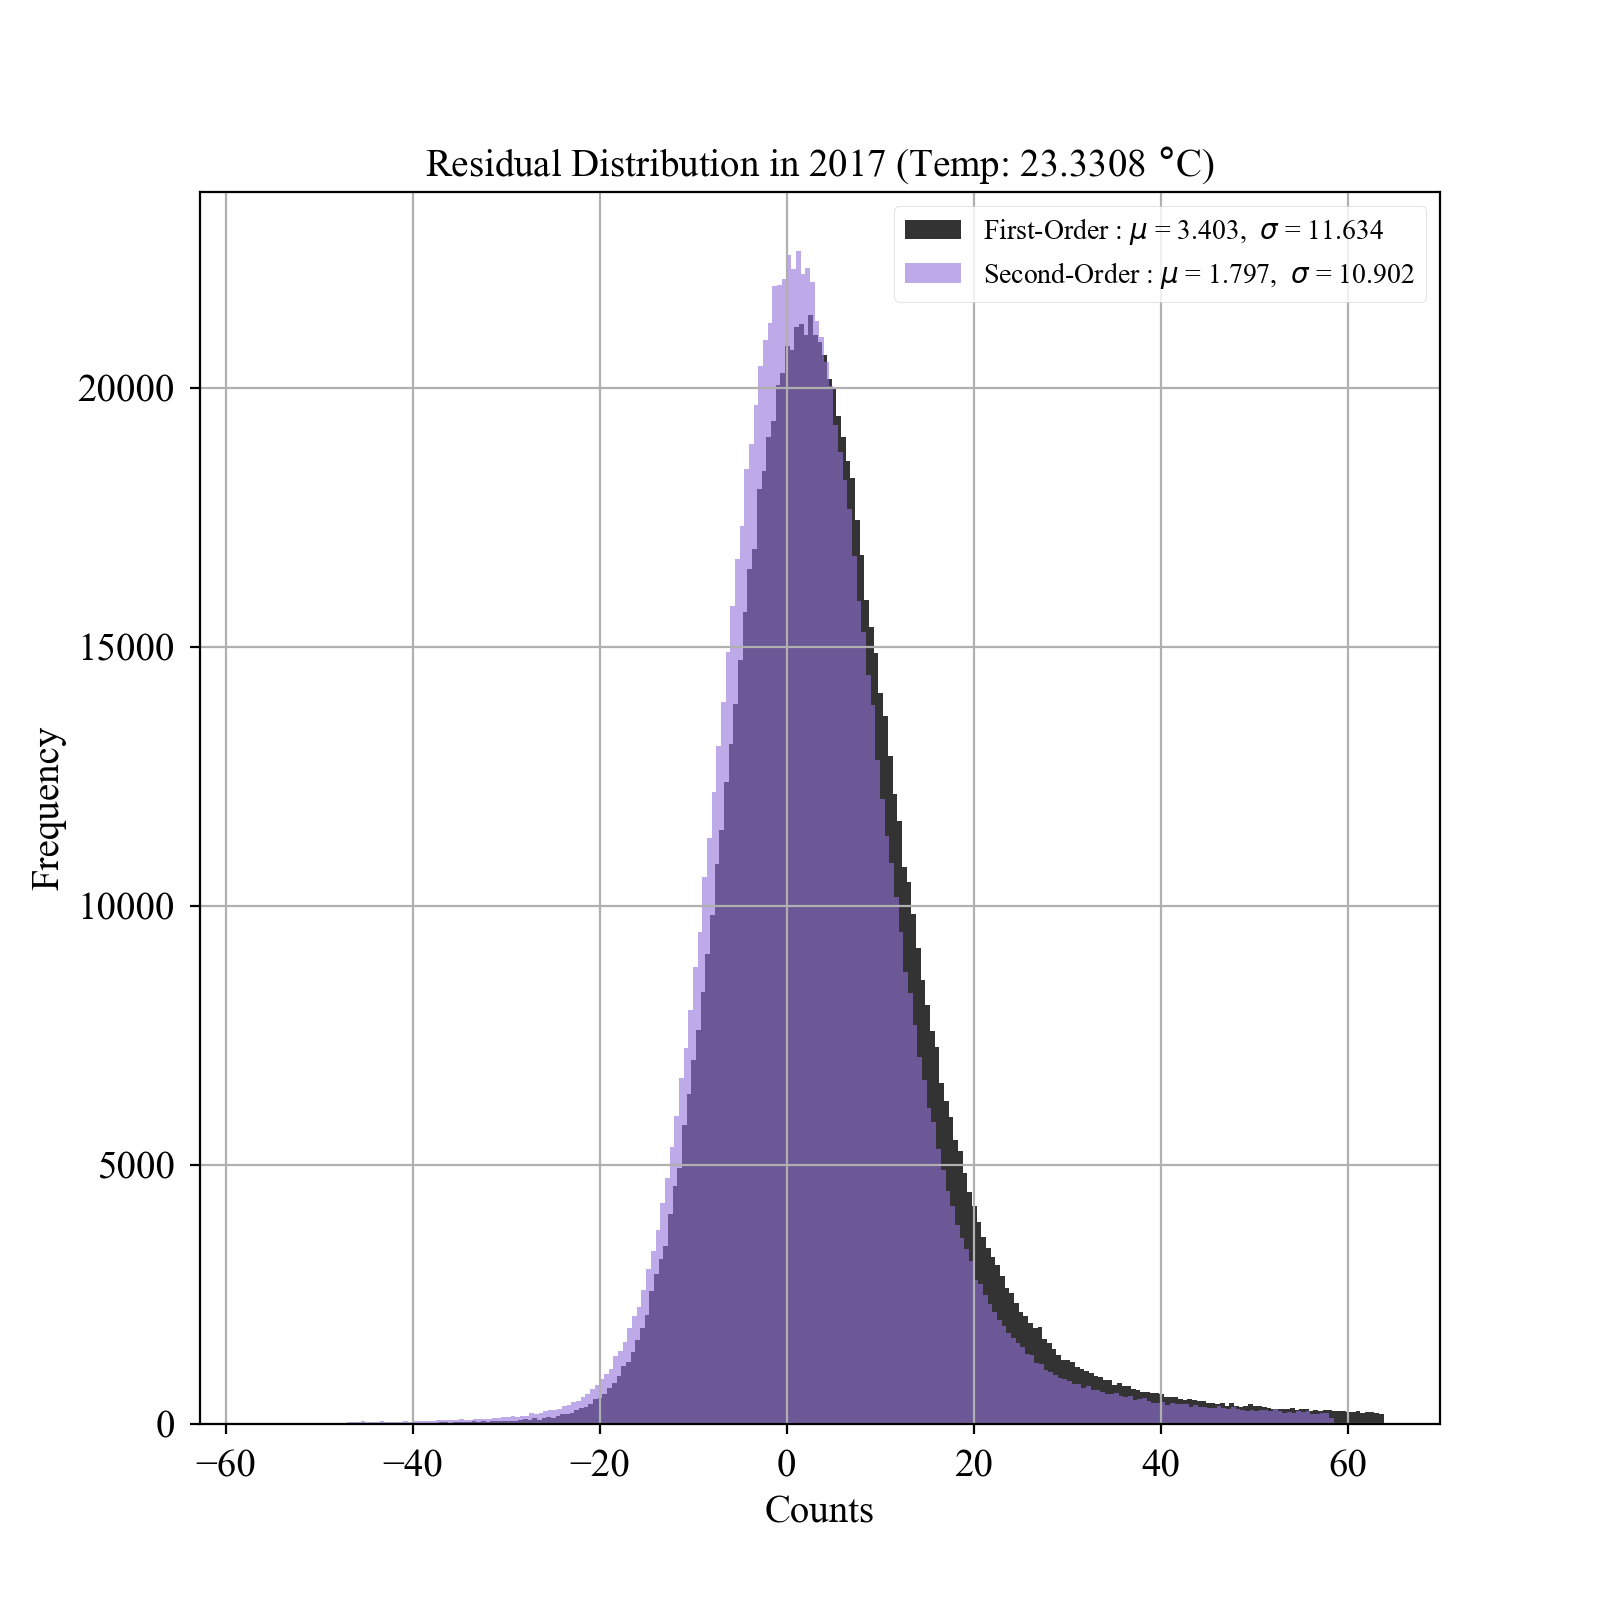 Residual Distribution in 2017 (Temp: 23.3308 °C)
First-Order : μ = 3.403, σ = 11.634
Second-Order : μ = 1.797, σ = 10.902
20000
15000
10000
5000
0
Frequency
−60 −40 −20 0 20 40 60
Counts